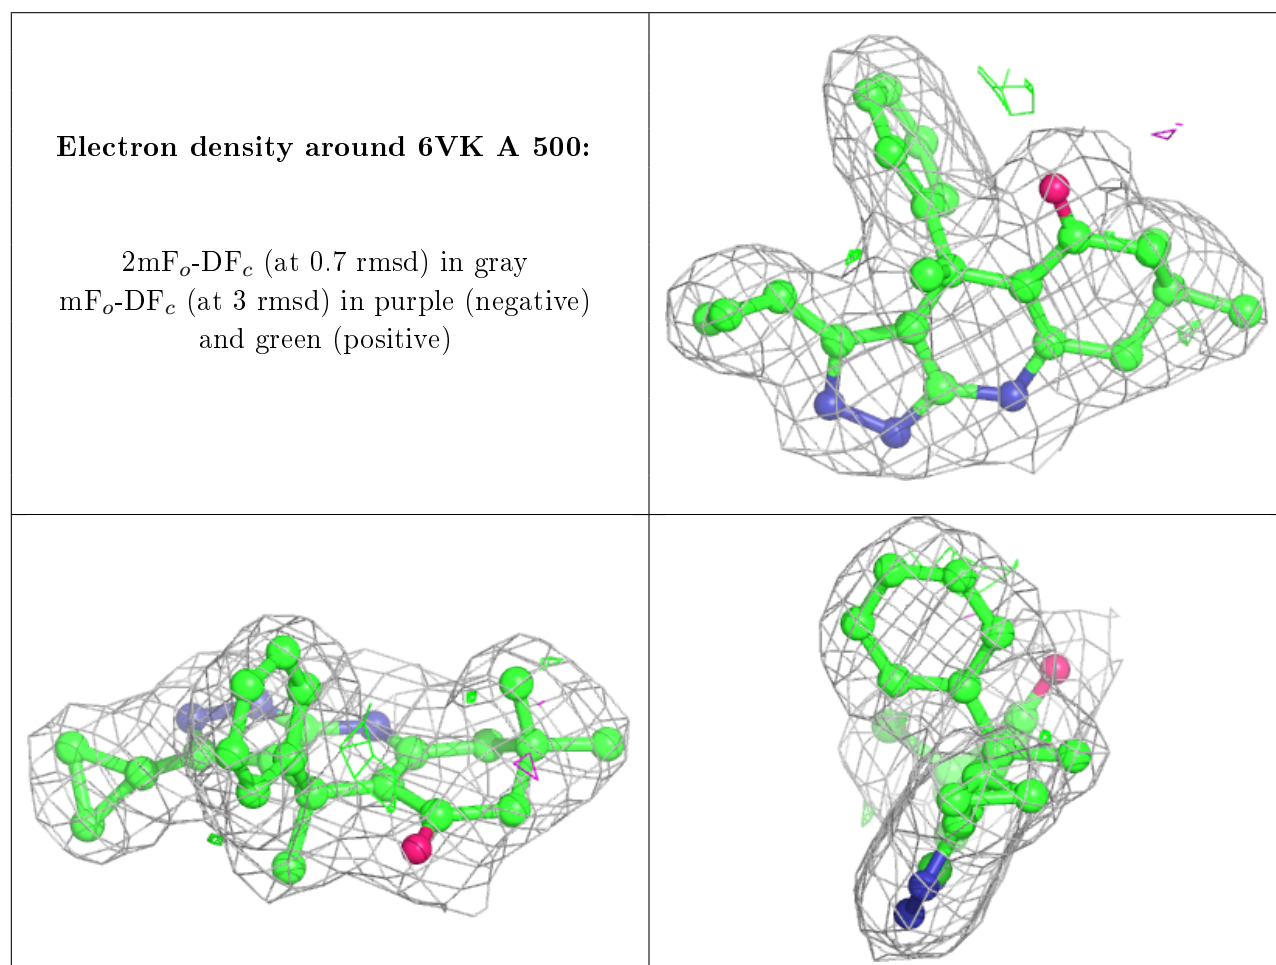 Electron density around 6VK A 500:
2mFo-DFc (at 0.7 rmsd) in gray
mFo-DFc (at 3 rmsd) in purple (negative)
and green (positive)